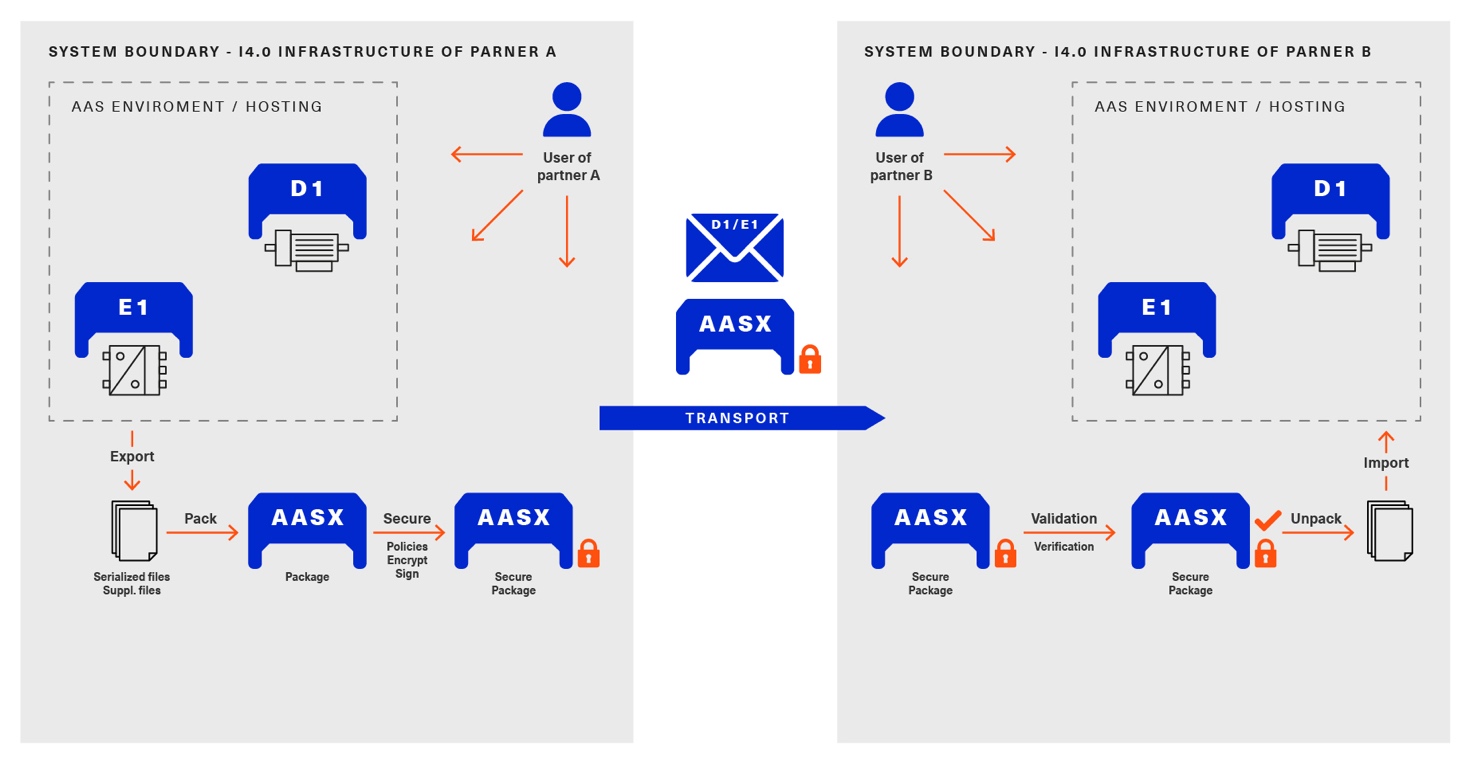 SYSTEM BOUNDARY - I4.0 INFRASTRUCTURE OF PARNER A
AAS ENVIROMENT / HOSTING
D1
E1
User of
partner A
Export
Serialized files
Suppl. files
Pack
AASX
Package
Secure
Policies
Encrypt
Sign
AASX
Secure
Package
D1/E1
AASX
TRANSPORT
SYSTEM BOUNDARY - I4.0 INFRASTRUCTURE OF PARNER B
User of
partner B
AAS ENVIROMENT / HOSTING
D1
E1
AASX
Secure
Package
Validation
Verification
AASX
Secure
Package
Unpack
Import